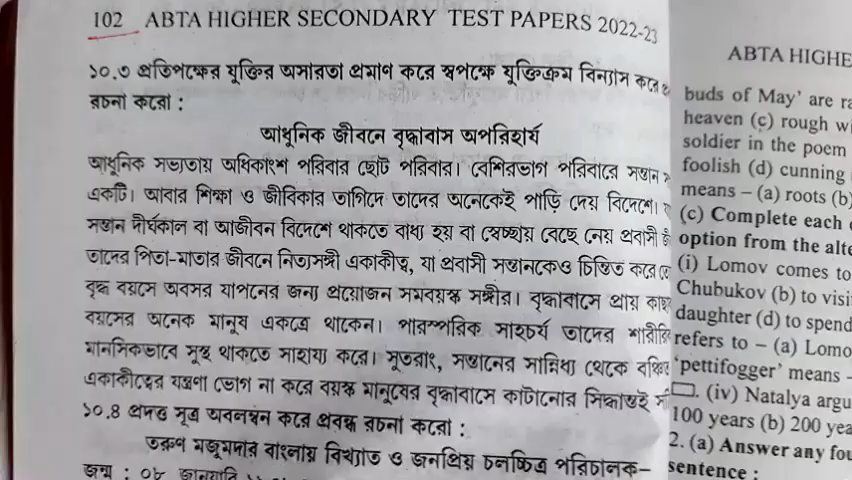 102 ABTA HIGHER SECONDARY TEST PAPERS 2022-23
১০.৩ প্রতিপক্ষের যুক্তির অসারতা প্রমাণ করে স্বপক্ষে যুক্তিক্রম বিন্যাস করে
রচনা করো :
আধুনিক জীবনে বৃদ্ধাবাস অপরিহার্য
আধুনিক সভ্যতায় অধিকাংশ পরিবার ছোট পরিবার। বেশিরভাগ পরিবারে সন্তান
একটি। আবার শিক্ষা ও জীবিকার তাগিদে তাদের অনেকেই পাড়ি দেয় বিদেশে।
সন্তান দীর্ঘকাল বা আজীবন বিদেশে থাকতে বাধ্য হয় বা স্বেচ্ছায় বেছে নেয় প্রবাসী
তাদের পিতা-মাতার জীবনে নিত্যসঙ্গী একাকীত্ব, যা প্রবাসী সন্তানকেও চিন্তিত করে
বৃদ্ধ বয়সে অবসর যাপনের জন্য প্রয়োজন সমবয়স্ক সঙ্গীর। বৃদ্ধাবাসে প্রায়
বয়সের অনেক মানুষ একত্রে থাকেন। পারস্পরিক সাহচর্য তাদের
মানসিকভাবে সুস্থ থাকতে সাহায্য করে। সুতরাং, সন্তানের সান্নিধ্য থেকে
একাকীত্বের যন্ত্রণা ভোগ না করে বয়স্ক মানুষের বৃদ্ধাবাসে কাটানোর সিদ্ধান্তই
১০.৪ প্রদত্ত সূত্র অবলম্বন করে প্রবন্ধ রচনা করো :
তরুণ মজুমদার বাংলায় বিখ্যাত ও জনপ্রিয় চলচ্চিত্র পরিচালক–
জন্ম : ০৮ জানুয়ারি
ABTA HIGHE
buds of May' are
heaven (c) rough
soldier in the poem
foolish (d) cunning
means – (a) roots (b)
(c) Complete each
option from the
(i) Lomov comes to
Chubukov (b) to
daughter (d) to spend
refers to – (a)
'pettifogger' means –
(iv) Natalya
100 years (b) 200
2. (a) Answer any
sentence :